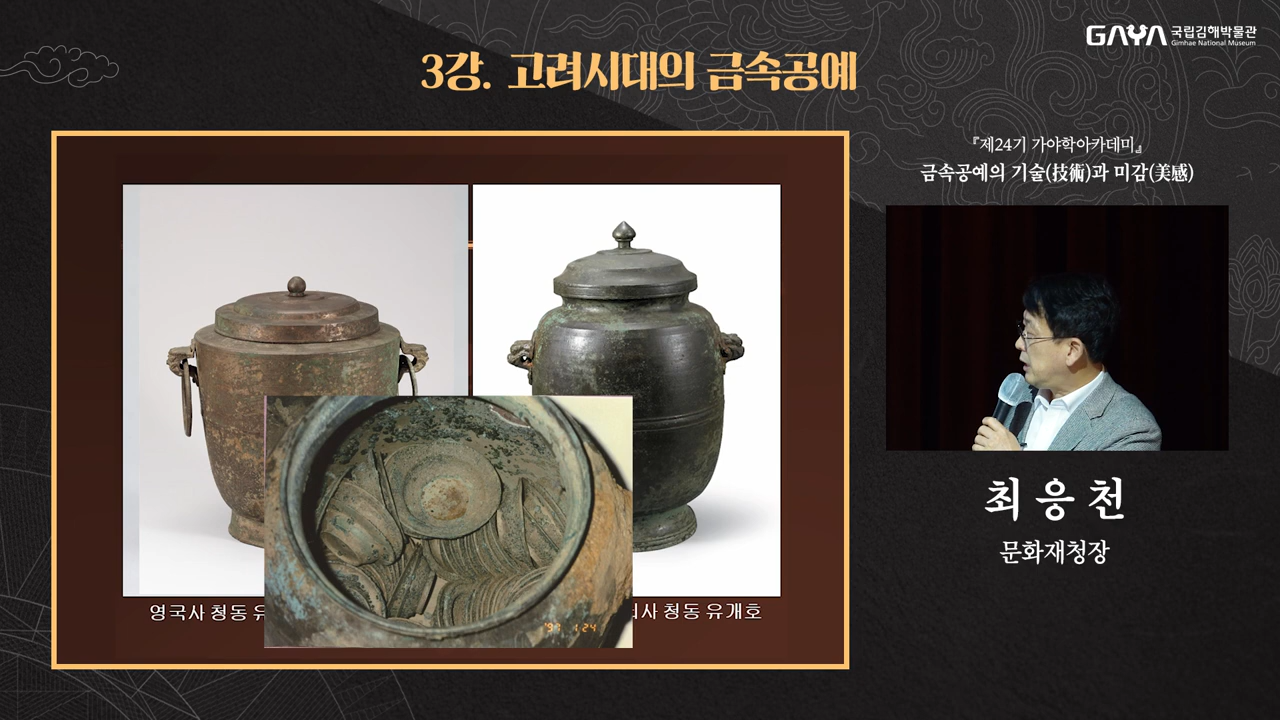 GAYA 국립김해박물관
Gimhae National Museum
3강. 고려시대의 금속공예
『제24기 가야학아카데미』
금속공예의 기술(技術)과 미감(美感)
영국사 청동
사 청동 유개호
'97 1 24
최응천
문화재청장